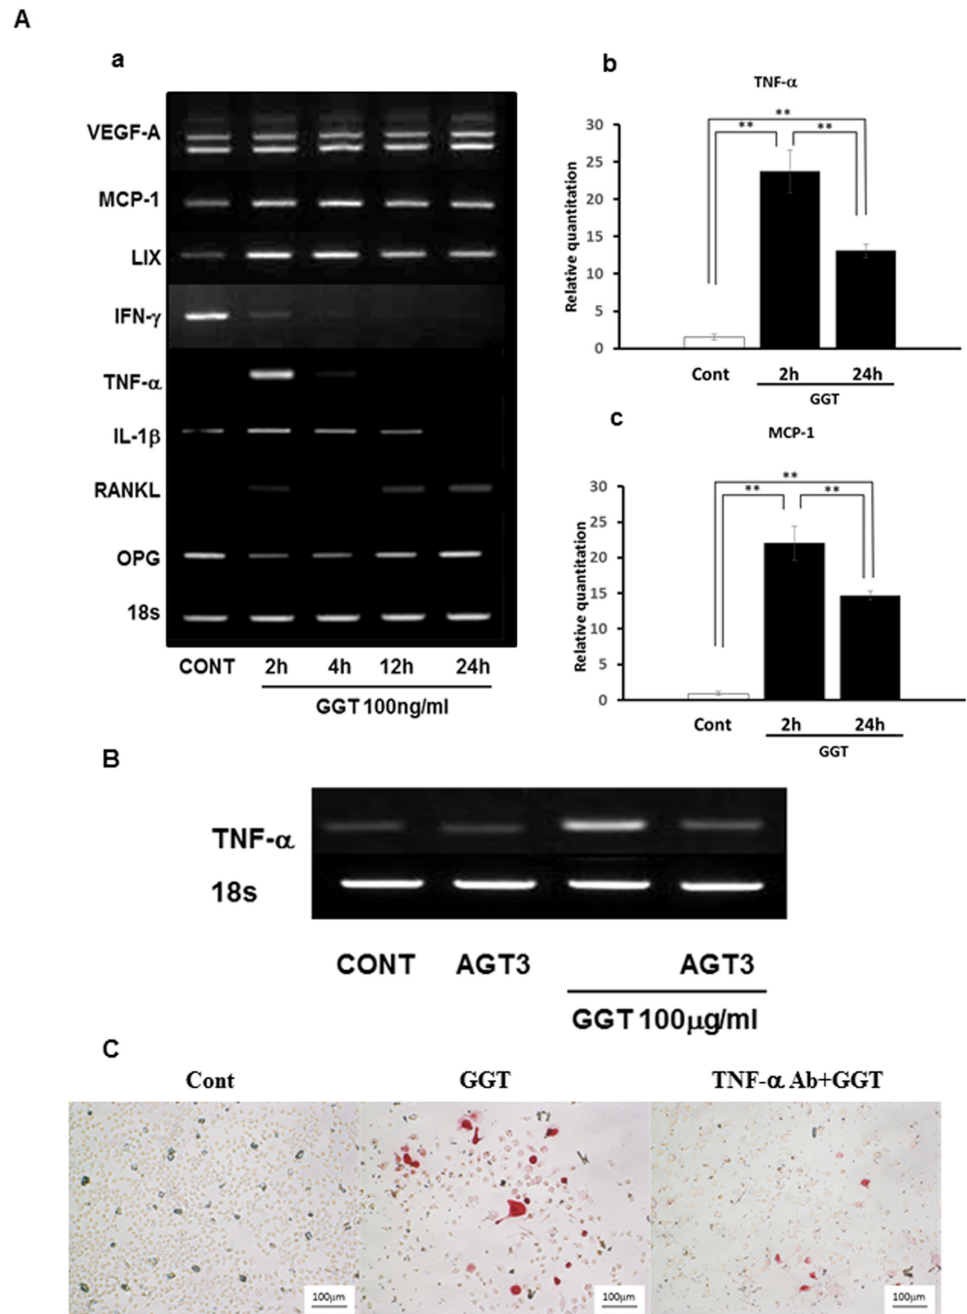 A
a
VEGF-A
MCP-1
LIX
IFN-γ
TNF-α
IL-1β
RANKL
OPG
18s
CONT 2h 4h 12h 24h
GGT 100ng/ml
b
TNF-α
Relative quantitation
30
25
20
15
10
5
0
**
** **
Cont 2h 24h
GGT
c
MCP-1
Relative quantitation
30
25
20
15
10
5
0
**
** **
Cont 2h 24h
GGT
B
TNF-α
18s
CONT AGT3 AGT3
GGT 100μg/ml
C
Cont GGT TNF-α Ab+GGT
100μm 100μm 100μm